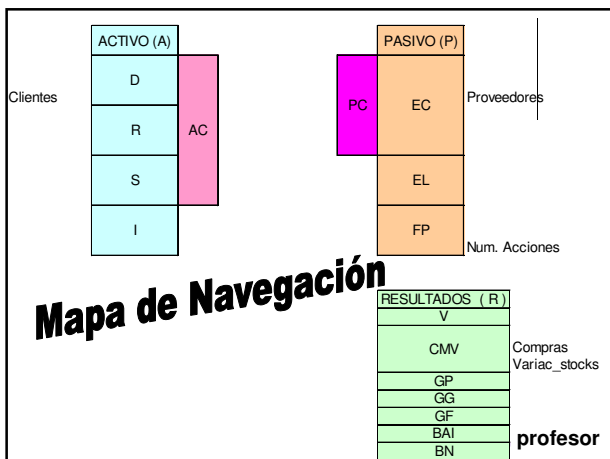 ACTIVO (A)
D
Clientes
R
AC
S
I
PASIVO (P)
PC
EC
Proveedores
EL
FP
Num. Acciones
Mapa de Navegación
RESULTADOS ( R )
V
CMV
Compras
Variac_stocks
GP
GG
GF
BAI
profesor
BN